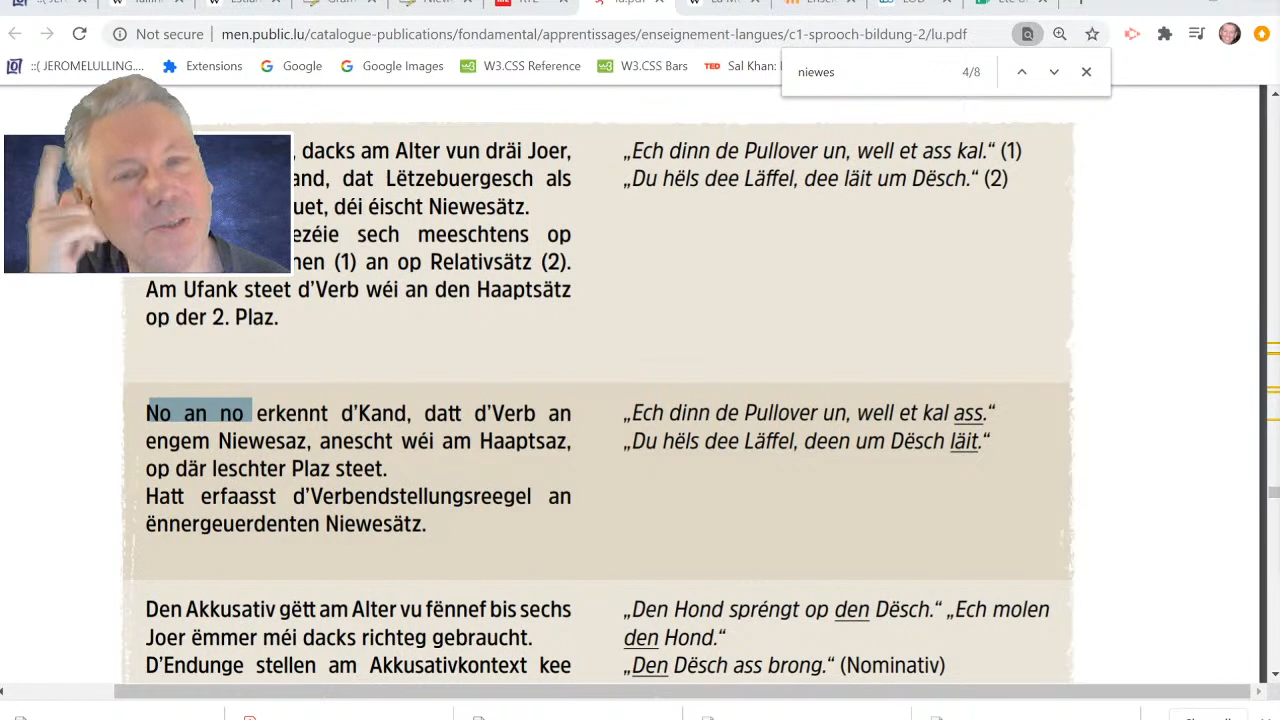 Not secure | men.public.lu/catalogue-publications/fundamental/apprentissages/enseignement-langues/c1-sprooch-bildung-2/lu.pdf
::( JEROMELULLING.... Extensions Google Google Images W3.CSS Reference W3.CSS Bars TED Sal Khan:
niewes 4/8
, dacks am Alter vun dräi Joer,
and, dat Lëtzebuergesch als
uet, déi éischt Niewesätz.
ezéie sech meeschtens op
nen (1) an op Relativsätz (2).
Am Ufank steet d'Verb wéi an den Haaptsätz
op der 2. Plaz.
„Ech dinn de Pullover un, well et ass kal.“ (1)
„Du hëls dee Läffel, dee läit um Dësch.“ (2)
No an no erkennt d'Kand, datt d'Verb an
engem Niewesaz, anescht wéi am Haaptsaz,
op där leschter Plaz steet.
Hatt erfaasst d'Verbendstellungsreegel an
ënnergeuerdenten Niewesätz.
„Ech dinn de Pullover un, well et kal ass.“
„Du hëls dee Läffel, deen um Dësch läit.“
Den Akkusativ gëtt am Alter vu fënnef bis sechs
Joer ëmmer méi dacks richteg gebraucht.
D'Endunge stellen am Akkusativkontext kee
„Den Hond spréngt op den Dësch.“ „Ech molen
den Hond.“
„Den Dësch ass brong.“ (Nominativ)